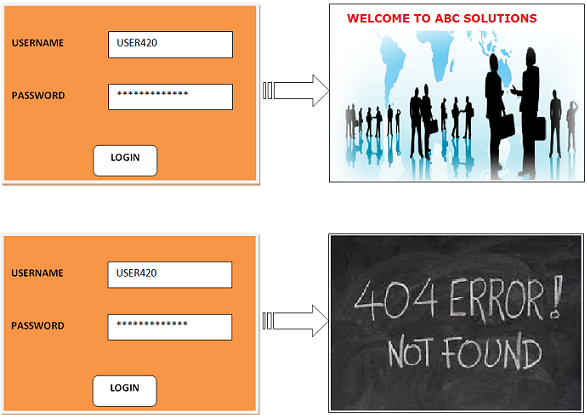 WELCOME TO ABC SOLUTIONS
USERNAME USER420
PASSWORD *************
LOGIN
USERNAME USER420
PASSWORD *************
LOGIN
404 ERROR!
NOT FOUND